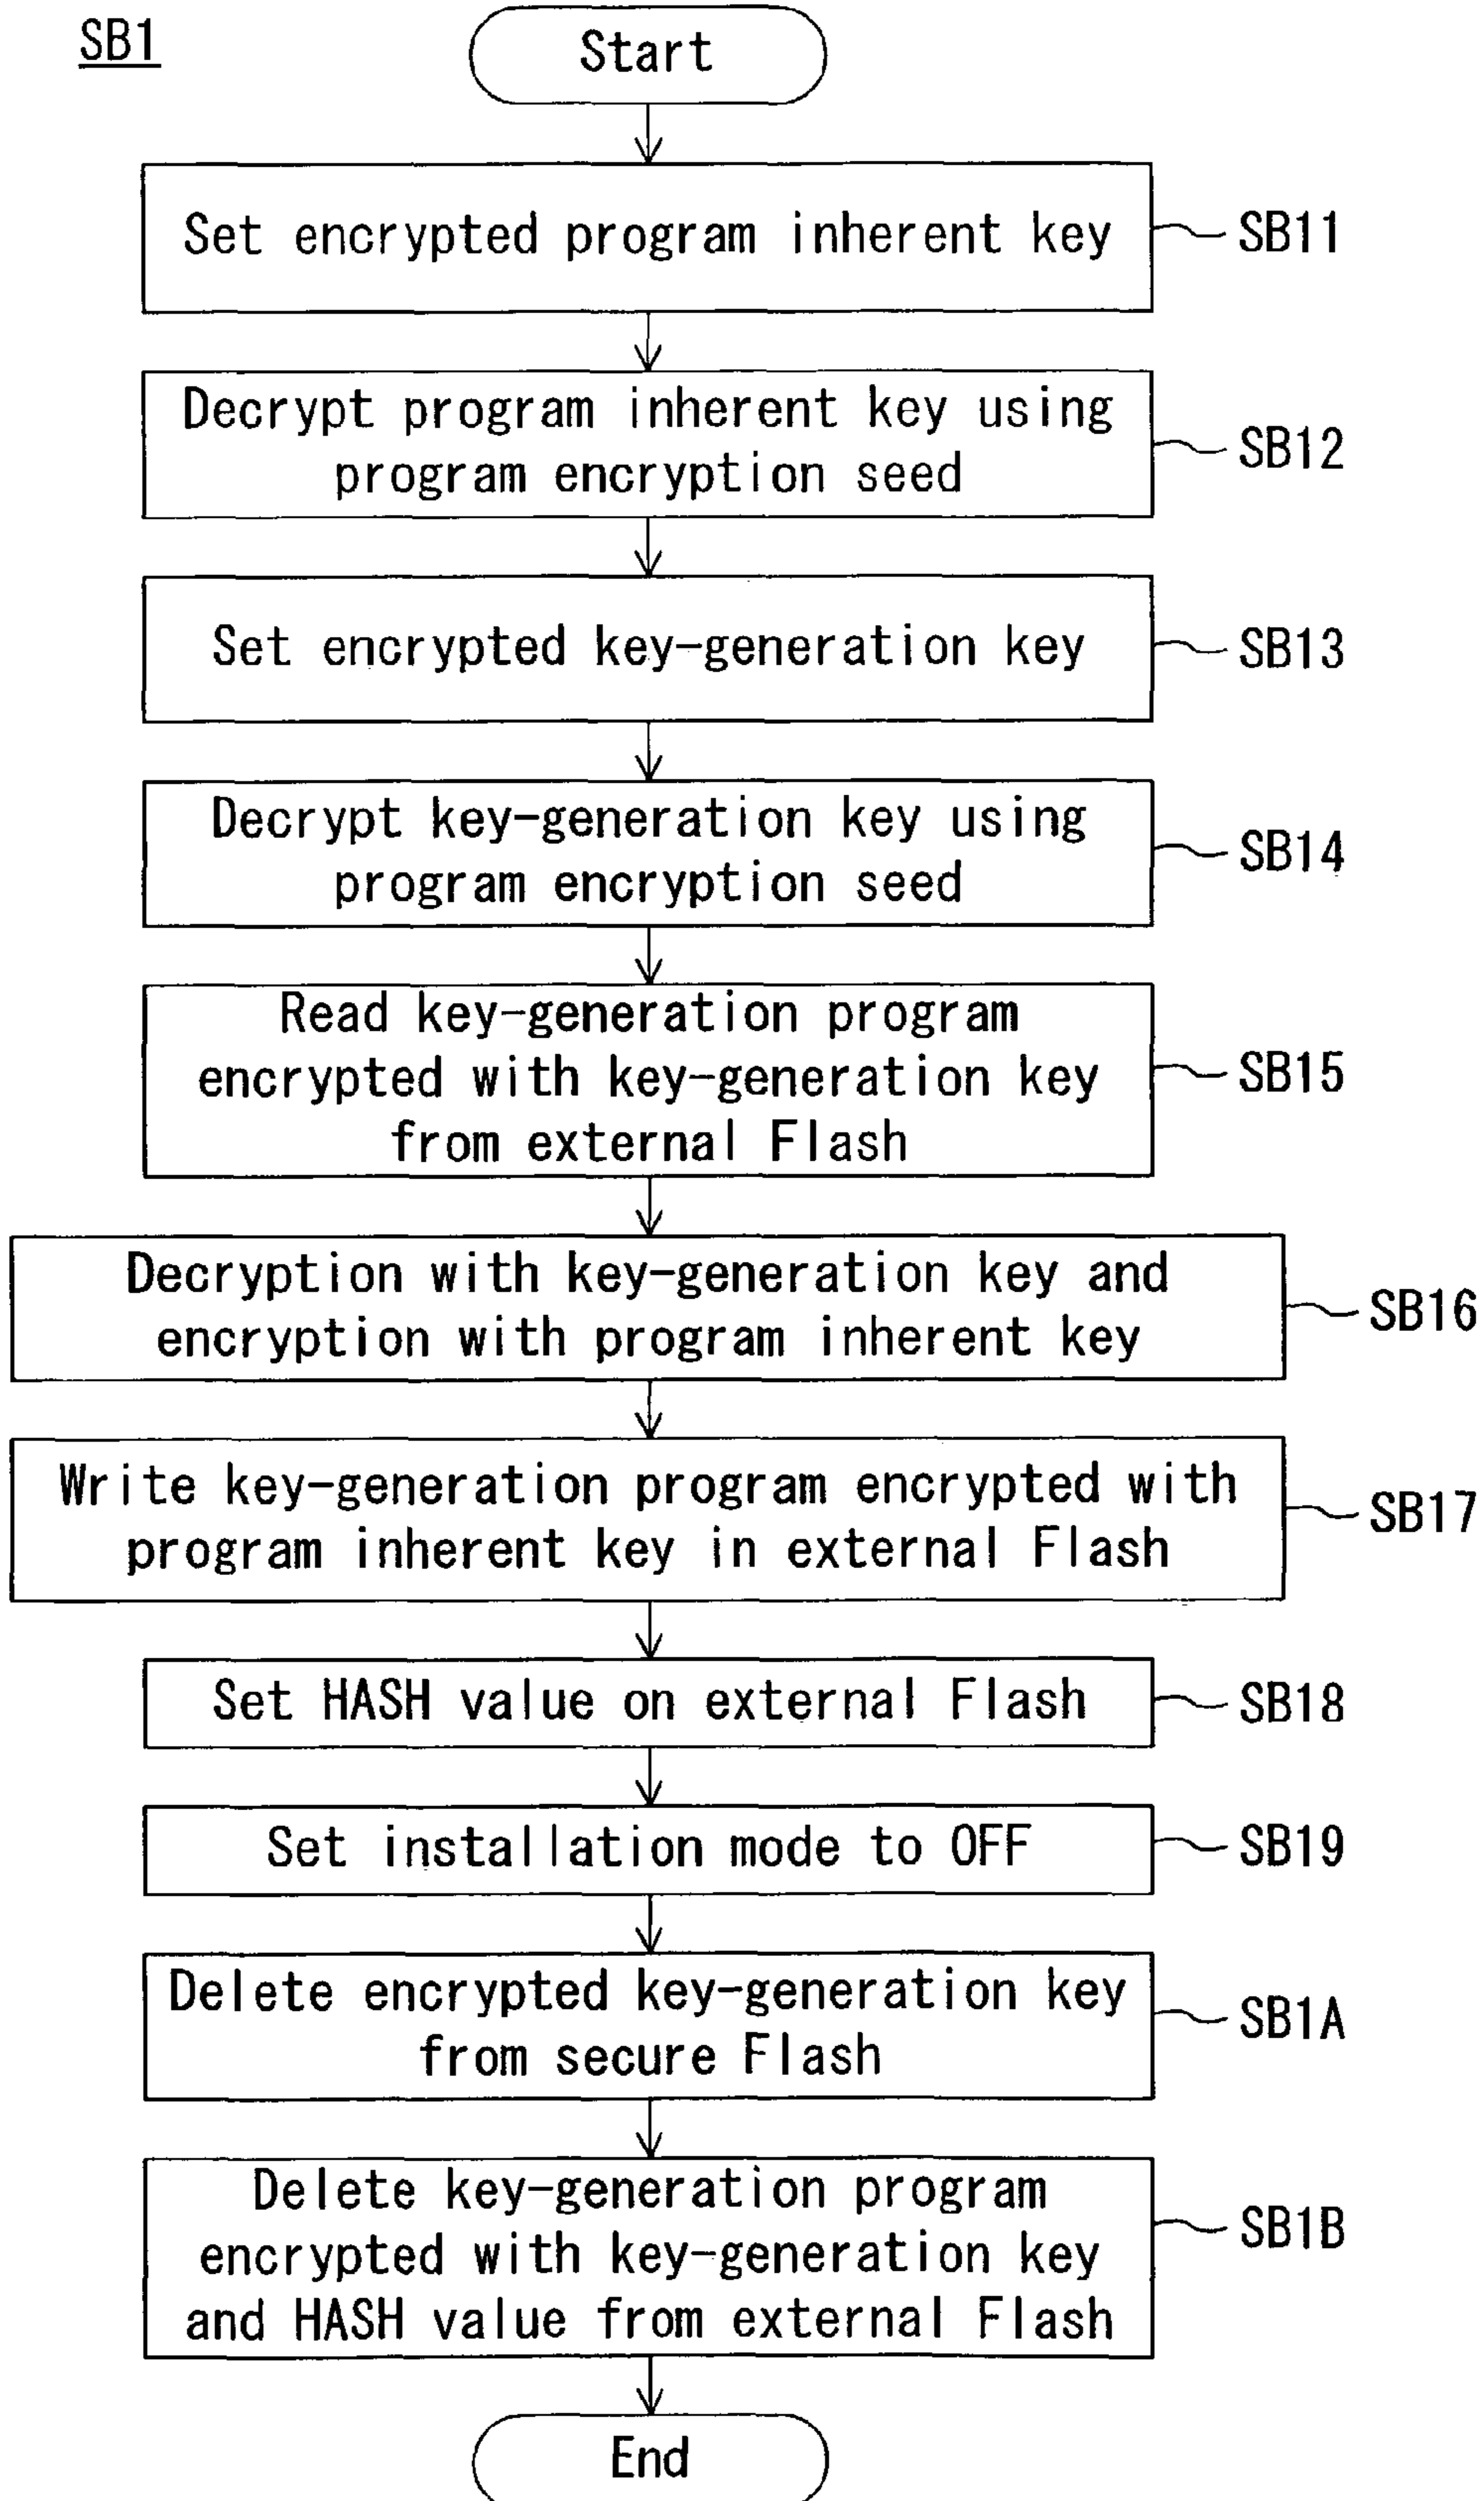 SB1
Start
Set encrypted program inherent key
SB11
Decrypt program inherent key using
program encryption seed
SB12
Set encrypted key-generation key
SB13
Decrypt key-generation key using
program encryption seed
SB14
Read key-generation program
encrypted with key-generation key
from external Flash
SB15
Decryption with key-generation key and
encryption with program inherent key
SB16
Write key-generation program encrypted with
program inherent key in external Flash
SB17
Set HASH value on external Flash
SB18
Set installation mode to OFF
SB19
Delete encrypted key-generation key
from secure Flash
SB1A
Delete key-generation program
encrypted with key-generation key
and HASH value from external Flash
SB1B
End